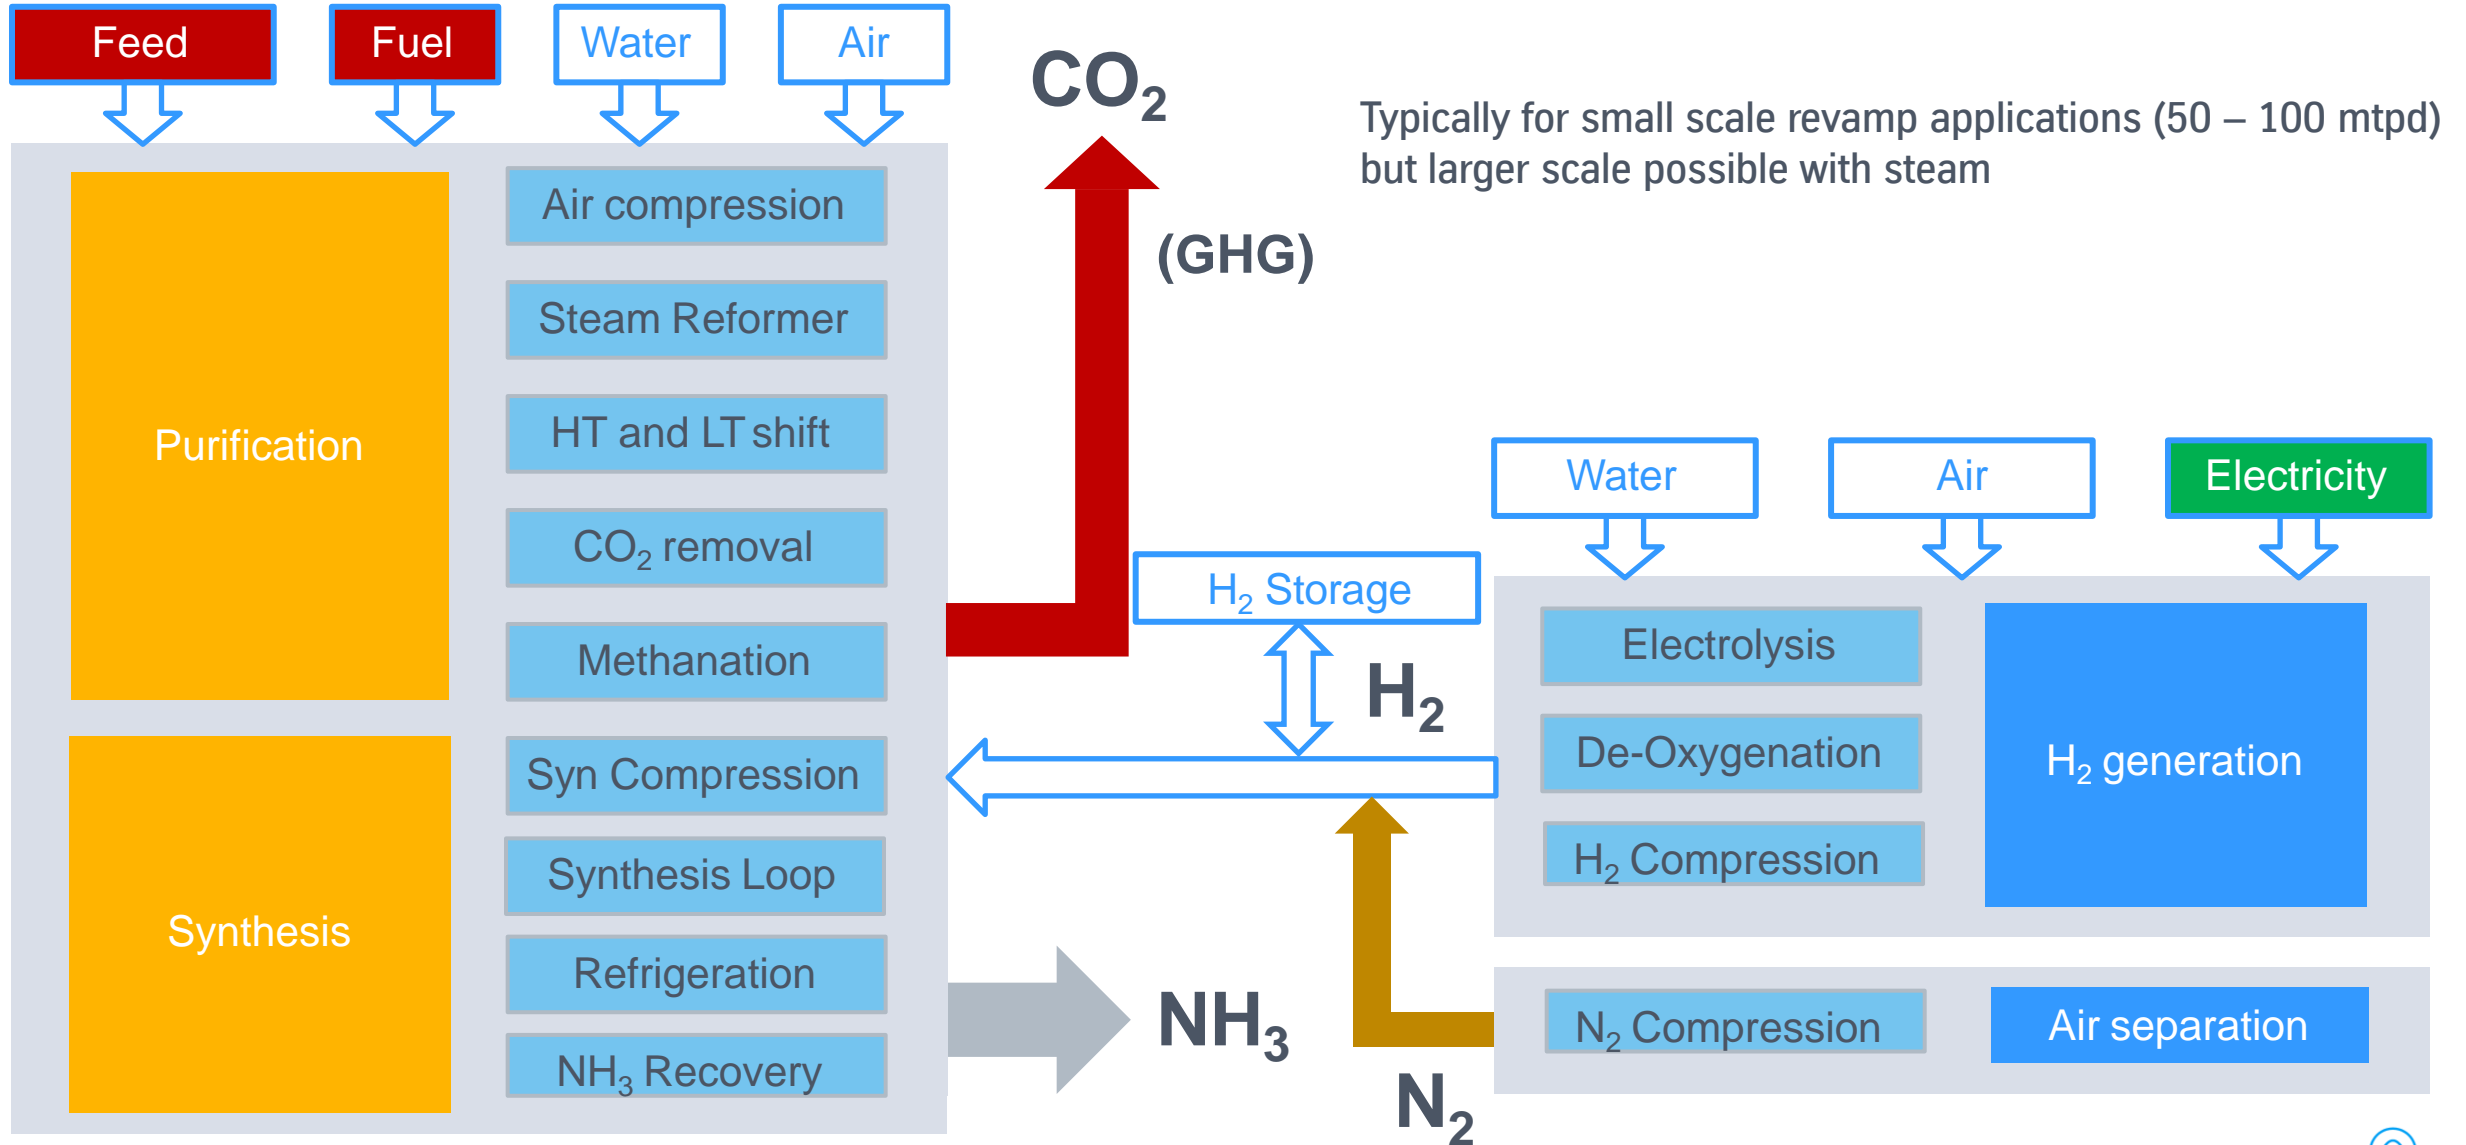 Feed
Fuel
Water
Air
CO₂
Typically for small scale revamp applications (50 – 100 mtpd)
but larger scale possible with steam
(GHG)
Purification
Air compression
Steam Reformer
HT and LT shift
CO₂ removal
Methanation
Synthesis
Syn Compression
Synthesis Loop
Refrigeration
NH₃ Recovery
H₂ Storage
H₂
NH₃
N₂
Water
Air
Electricity
Electrolysis
De-Oxygenation
H₂ Compression
H₂ generation
N₂ Compression
Air separation